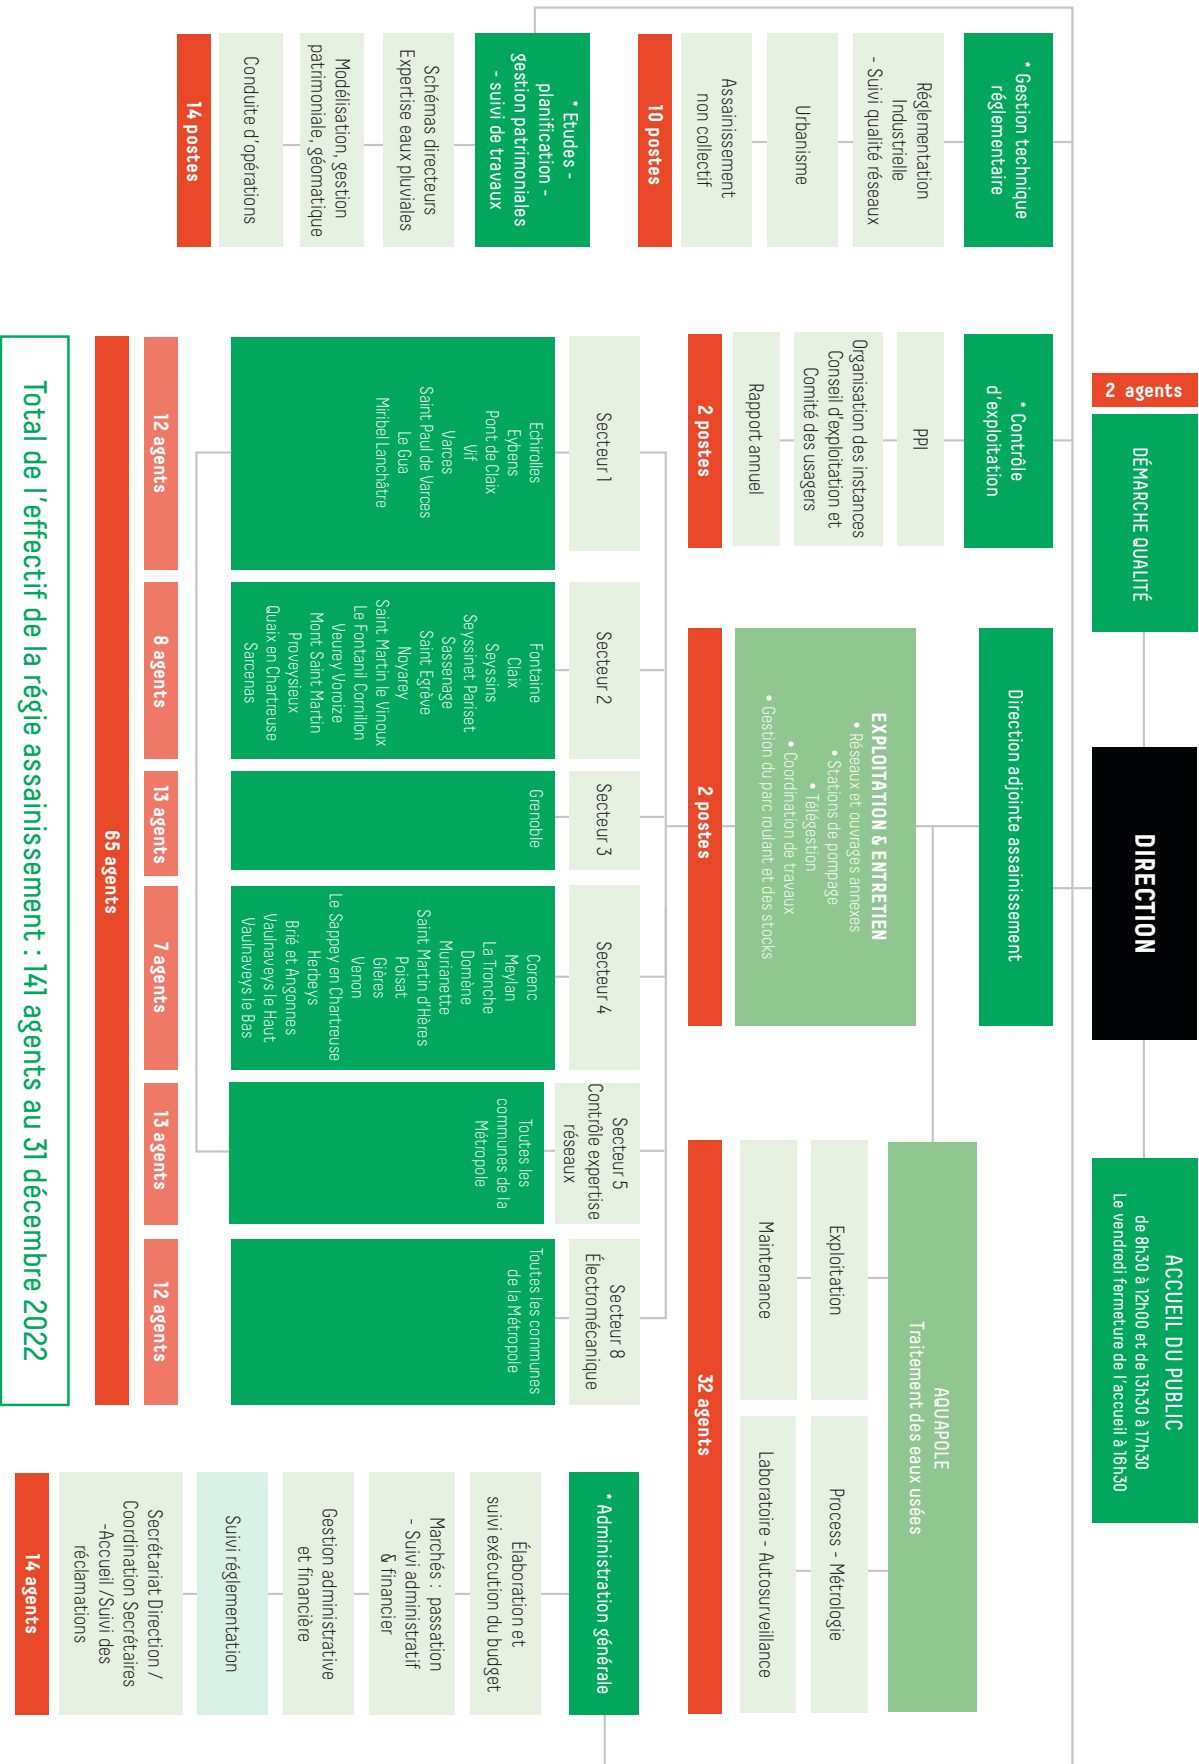 2 agents
DÉMARCHE QUALITÉ
DIRECTION
ACCUEIL DU PUBLIC
de 8h30 à 12h00 et de 13h30 à 17h30
Le vendredi fermeture de l'accueil à 16h30
* Gestion technique
réglementaire
Réglementation
Industrielle
- Suivi qualité réseaux
Urbanisme
Assainissement
non collectif
10 postes
* Etudes -
planification -
gestion patrimoniales
- suivi de travaux
Schémas directeurs
Expertise eaux pluviales
Modélisation, gestion
patrimoniale, géomatique
Conduite d'opérations
14 postes
* Contrôle
d'exploitation
PPI
Organisation des instances
Conseil d'exploitation et
Comité des usagers
Rapport annuel
2 postes
Direction adjointe assainissement
EXPLOITATION & ENTRETIEN
• Réseaux et ouvrages annexes
• Stations de pompage
• Télégestion
• Coordination de travaux
• Gestion du parc roulant et des stocks
2 postes
AQUAPOLE
Traitement des eaux usées
Exploitation
Process - Métrologie
Maintenance
Laboratoire - Autosurveillance
32 agents
Secteur 1
Echirolles
Eybens
Pont de Claix
Vif
Varces
Saint Paul de Varces
Le Gua
Miribel Lanchâtre
12 agents
Secteur 2
Fontaine
Claix
Seyssins
Seyssinet Pariset
Sassenage
Saint Egrève
Noyarey
Saint Martin le Vinoux
Le Fontanil Cornillon
Veurey Voroize
Mont Saint Martin
Proveysieux
Quaix en Chartreuse
Sarcenas
8 agents
Secteur 3
Grenoble
13 agents
Secteur 4
Corenc
Meylan
La Tronche
Domène
Murianette
Saint Martin d'Hères
Poisat
Gières
Venon
Le Sappey en Chartreuse
Herbeys
Brié et Angonnes
Vaulnaveys le Haut
Vaulnaveys le Bas
7 agents
Secteur 5
Contrôle expertise
réseaux
Toutes les
communes de la
Métropole
13 agents
Secteur 8
Électromécanique
Toutes les communes
de la Métropole
12 agents
65 agents
* Administration générale
Élaboration et
suivi exécution du budget
Marchés : passation
- Suivi administratif
& financier
Gestion administrative
et financière
Suivi réglementation
Secrétariat Direction /
Coordination Secrétaires
-Accueil /Suivi des
réclamations
14 agents
Total de l'effectif de la régie assainissement : 141 agents au 31 décembre 2022